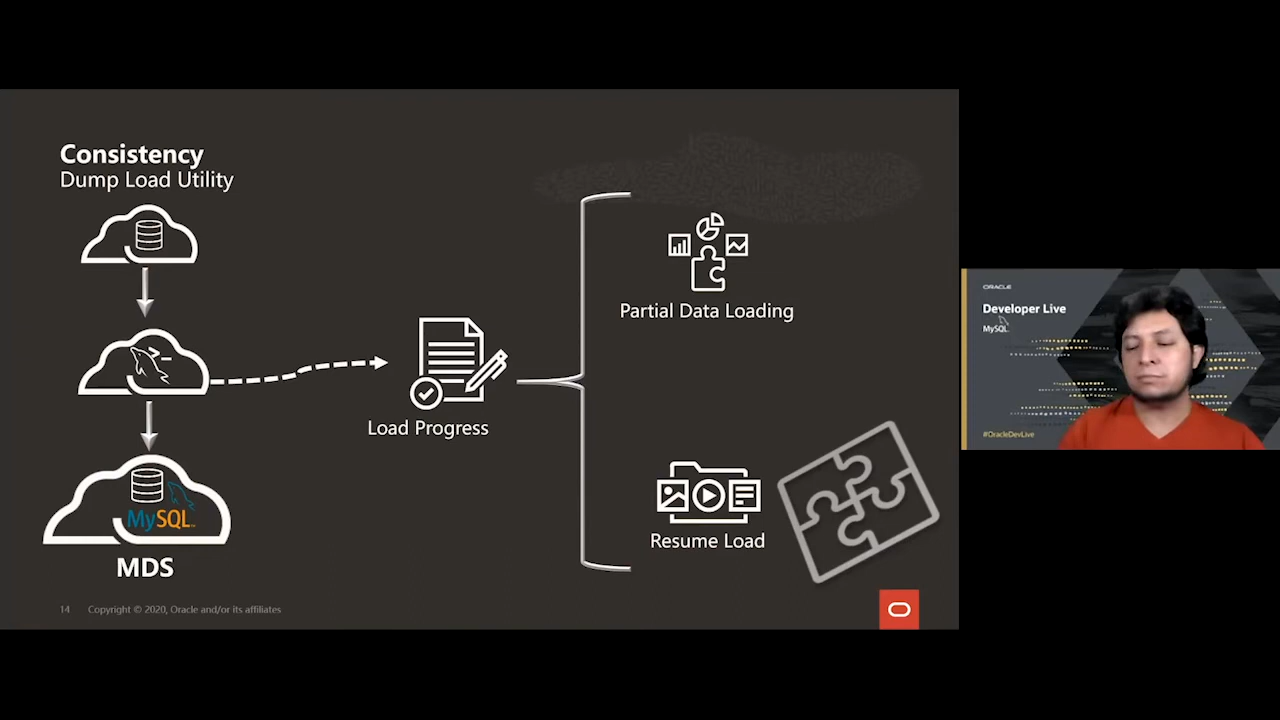 Consistency
Dump Load Utility
Load Progress
Partial Data Loading
Resume Load
MySQL
MDS
14 Copyright © 2020, Oracle and/or its affiliates
ORACLE
Developer Live
MySQL
#OracleDevLive